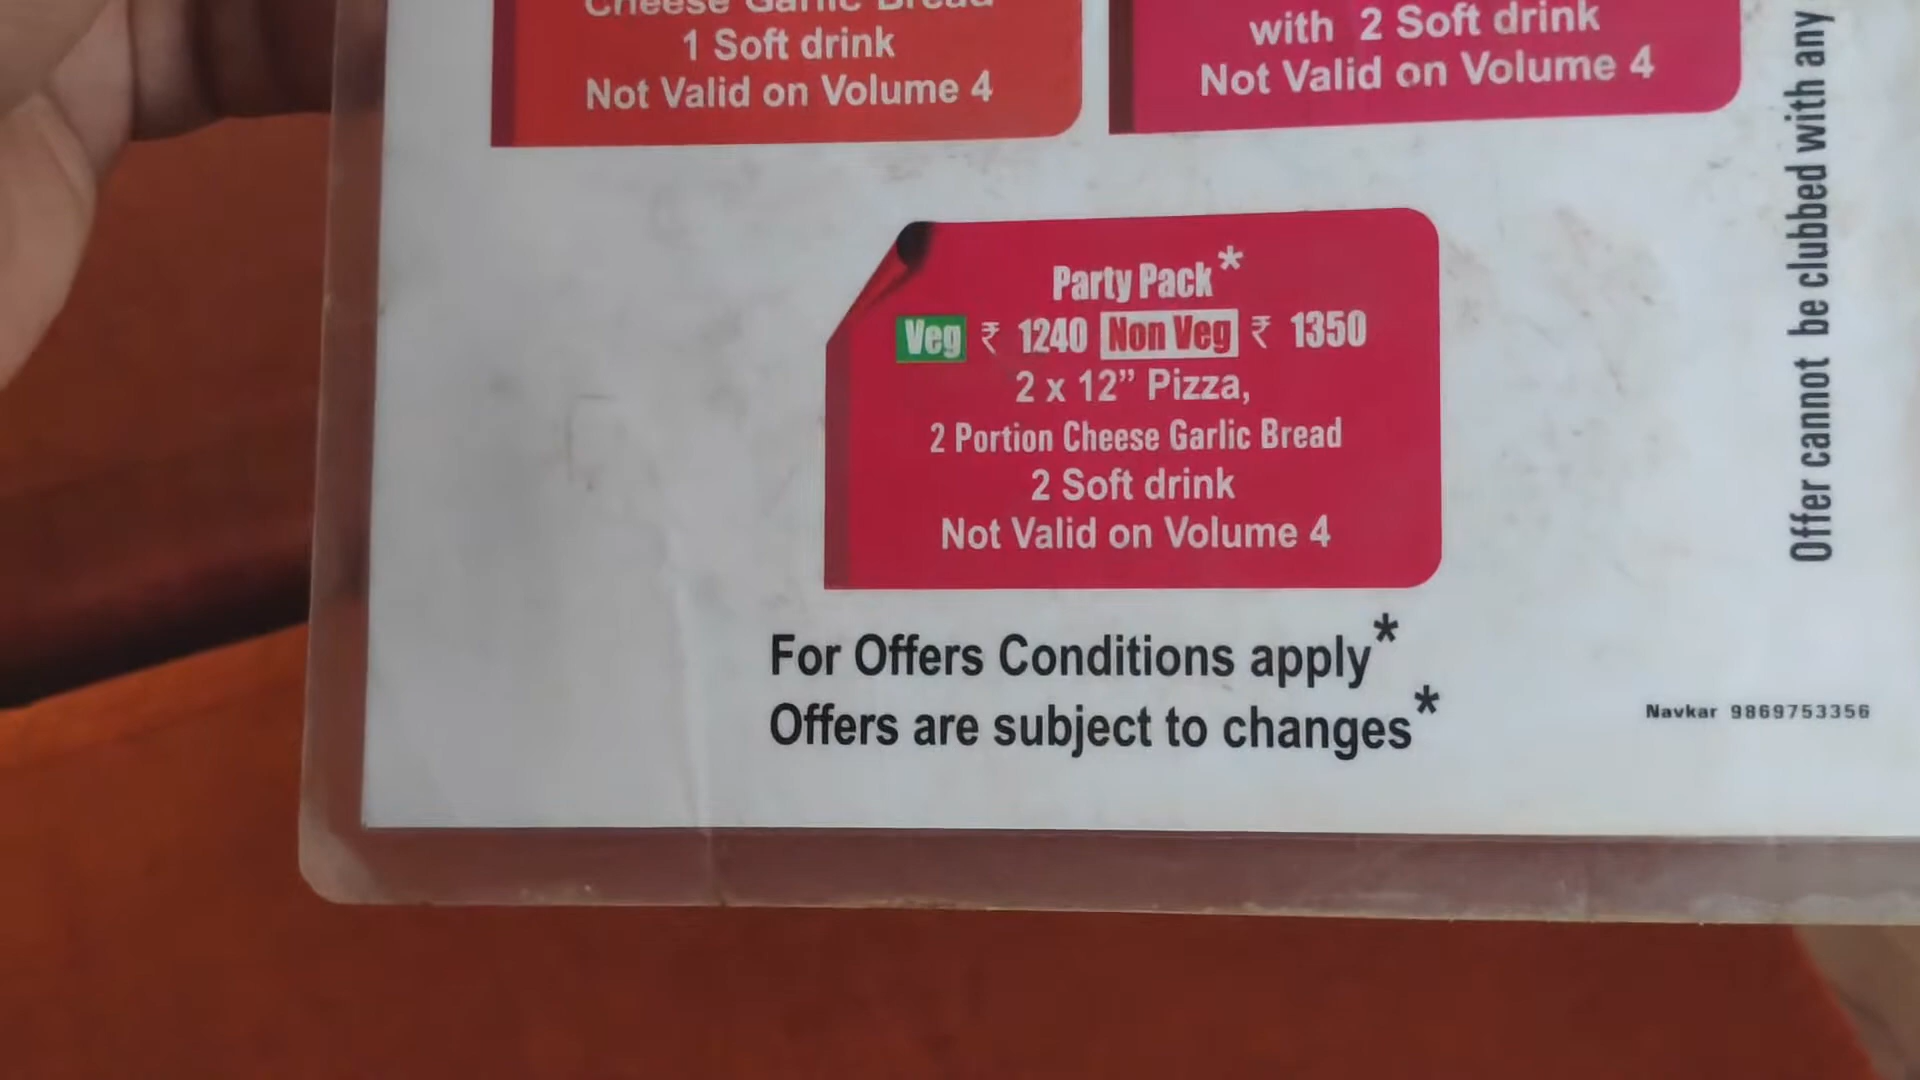 Cheese Garlic Bread
1 Soft drink
Not Valid on Volume 4
with 2 Soft drink
Not Valid on Volume 4
Party Pack*
Veg ₹ 1240 Non Veg ₹ 1350
2 x 12” Pizza,
2 Portion Cheese Garlic Bread
2 Soft drink
Not Valid on Volume 4
For Offers Conditions apply*
Offers are subject to changes*
Offer cannot be clubbed with any
Navkar 9869753356